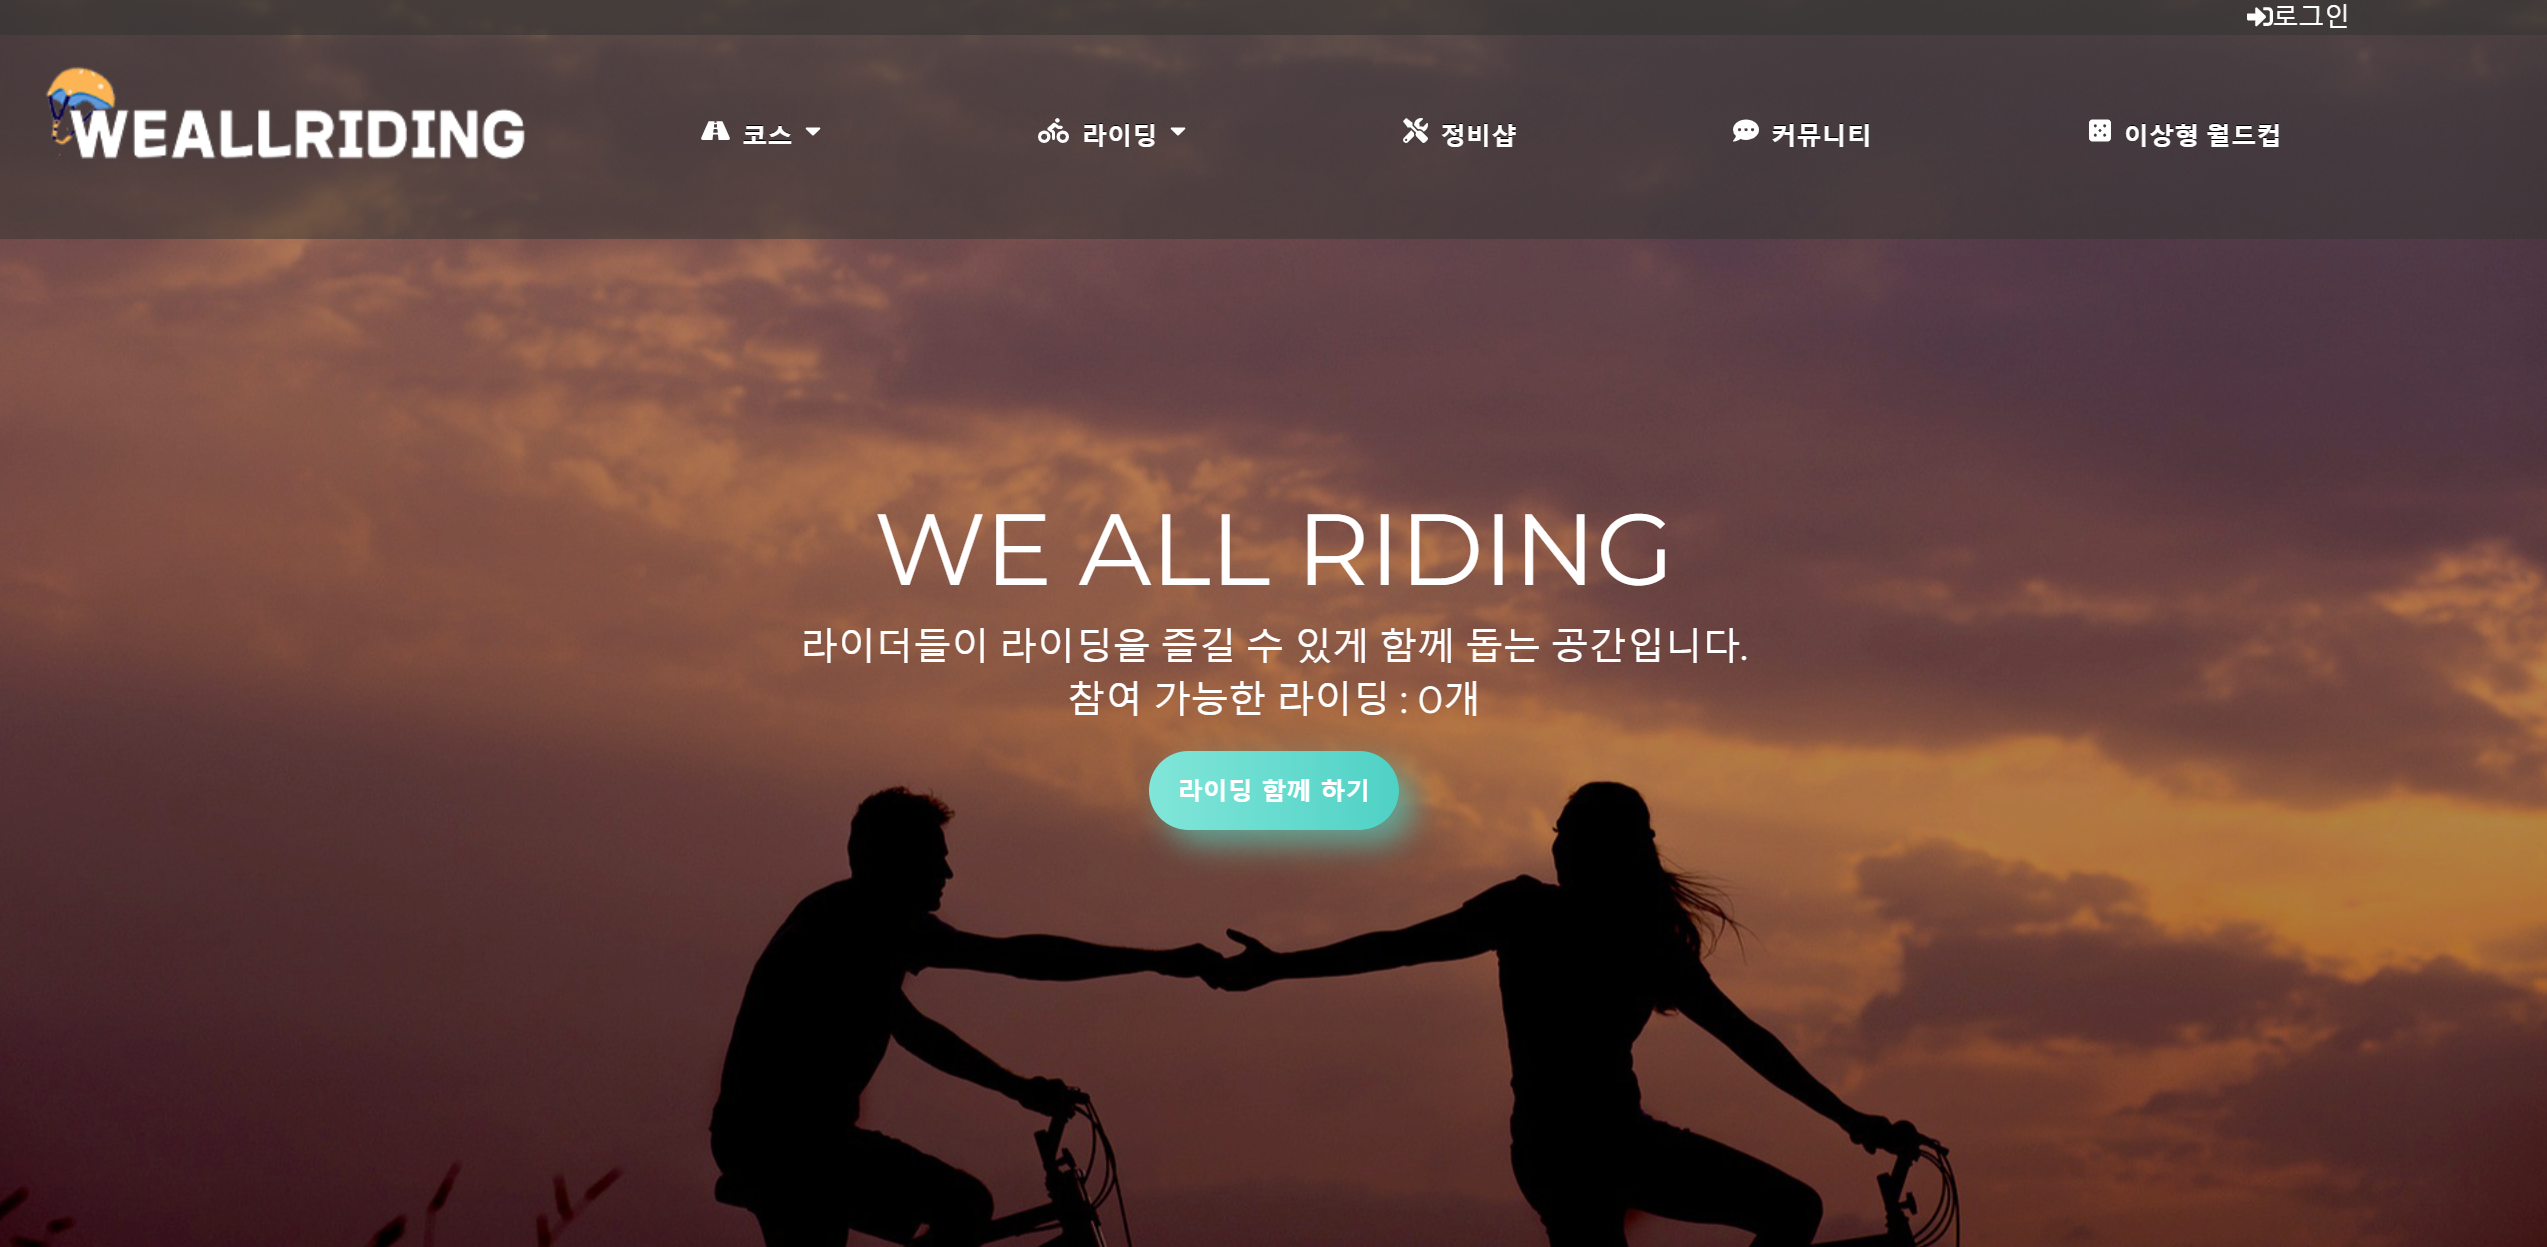 로그인
WEALLRIDING
코스
라이딩
정비샵
커뮤니티
이상형 월드컵
WE ALL RIDING
라이더들이 라이딩을 즐길 수 있게 함께 돕는 공간입니다.
참여 가능한 라이딩 : 0개
라이딩 함께 하기